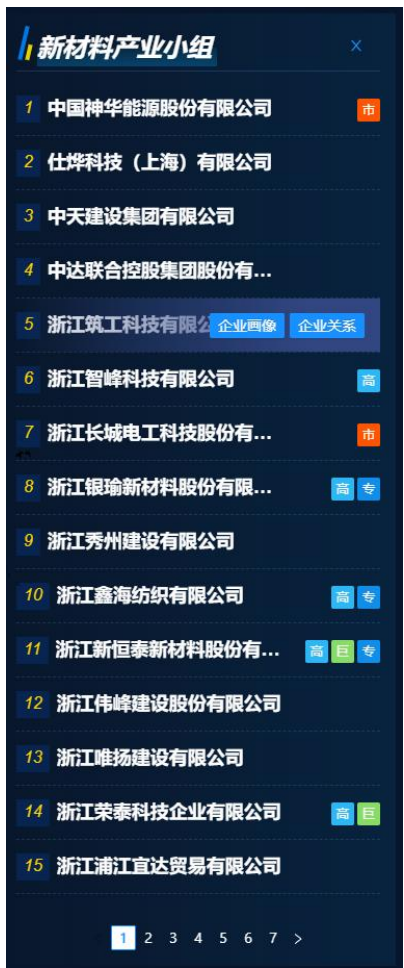 新材料产业小组 ×
1 中国神华能源股份有限公司 市
2 仕烨科技（上海）有限公司
3 中天建设集团有限公司
4 中达联合控股集团股份有...
5 浙江筑工科技有限公 企业画像 企业关系
6 浙江智峰科技有限公司 高
7 浙江长城电工科技股份有... 市
8 浙江银瑜新材料股份有限... 高 专
9 浙江秀州建设有限公司
10 浙江鑫海纺织有限公司 高 专
11 浙江新恒泰新材料股份有... 高 巨 专
12 浙江伟峰建设股份有限公司
13 浙江唯扬建设有限公司
14 浙江荣泰科技企业有限公司 高 巨
15 浙江浦江宜达贸易有限公司
1 2 3 4 5 6 7 >